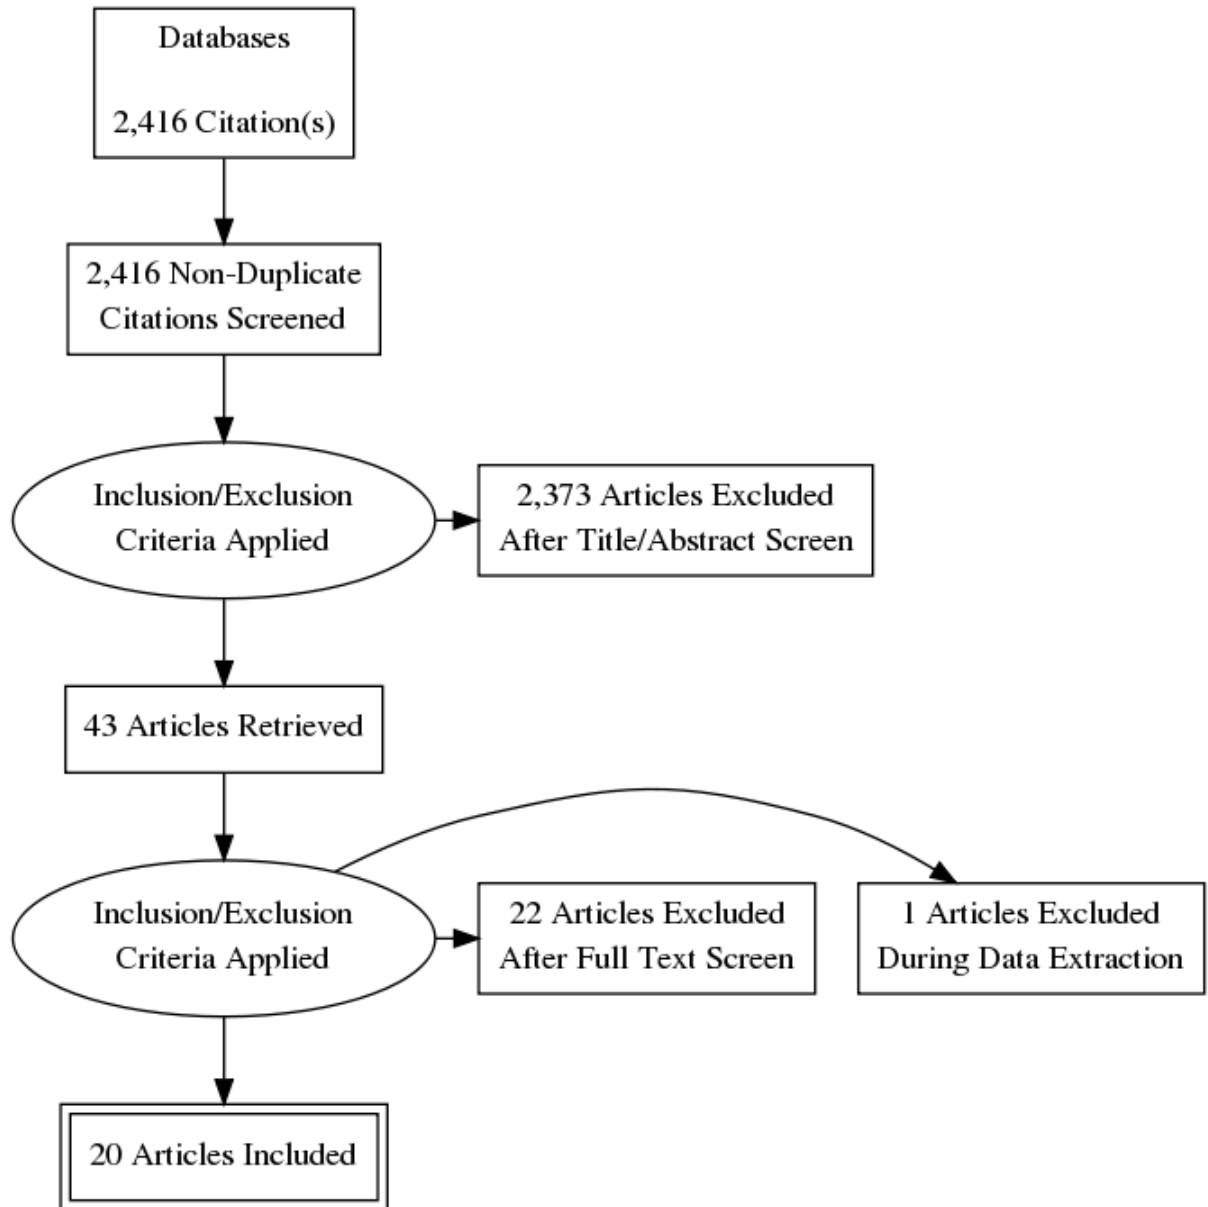 Databases
2,416 Citation(s)
2,416 Non-Duplicate
Citations Screened
Inclusion/Exclusion
Criteria Applied
2,373 Articles Excluded
After Title/Abstract Screen
43 Articles Retrieved
Inclusion/Exclusion
Criteria Applied
22 Articles Excluded
After Full Text Screen
1 Articles Excluded
During Data Extraction
20 Articles Included